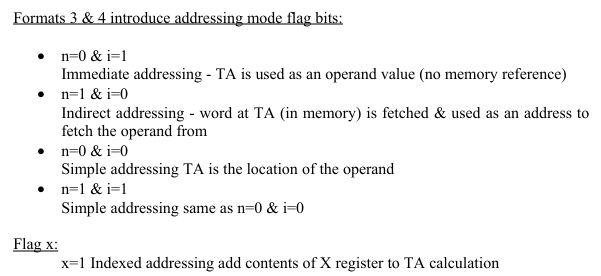 Formats 3 & 4 introduce addressing mode flag bits:
• n=0 & i=1
Immediate addressing - TA is used as an operand value (no memory reference)
• n=1 & i=0
Indirect addressing - word at TA (in memory) is fetched & used as an address to
fetch the operand from
• n=0 & i=0
Simple addressing TA is the location of the operand
• n=1 & i=1
Simple addressing same as n=0 & i=0
Flag x:
x=1 Indexed addressing add contents of X register to TA calculation